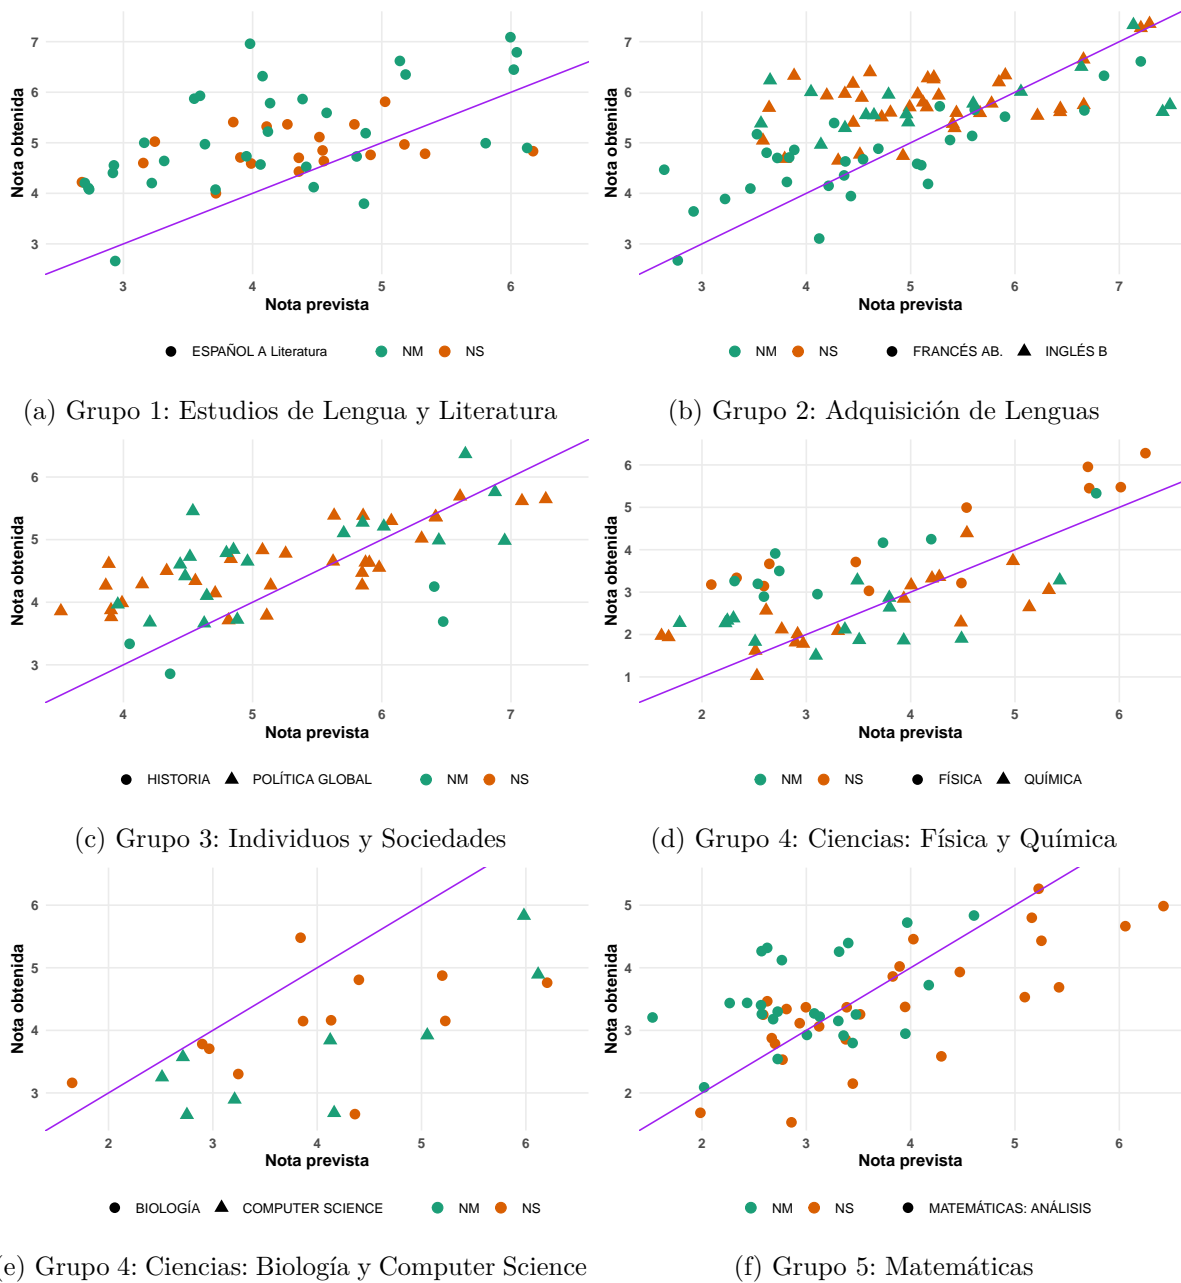 Nota obtenida
7
6
5
4
3
3 4 5 6
Nota prevista
ESPAÑOL A Literatura NM NS
(a) Grupo 1: Estudios de Lengua y Literatura
Nota obtenida
7
6
5
4
3
3 4 5 6 7
Nota prevista
NM NS FRANCÉS AB. INGLÉS B
(b) Grupo 2: Adquisición de Lenguas
Nota obtenida
6
5
4
3
4 5 6 7
Nota prevista
HISTORIA POLÍTICA GLOBAL NM NS
(c) Grupo 3: Individuos y Sociedades
Nota obtenida
6
5
4
3
2
1
2 3 4 5 6
Nota prevista
NM NS FÍSICA QUÍMICA
(d) Grupo 4: Ciencias: Física y Química
Nota obtenida
6
5
4
3
2 3 4 5 6
Nota prevista
BIOLOGÍA COMPUTER SCIENCE NM NS
e) Grupo 4: Ciencias: Biología y Computer Science
Nota obtenida
5
4
3
2
2 3 4 5 6
Nota prevista
NM NS MATEMÁTICAS: ANÁLISIS
(f) Grupo 5: Matemáticas